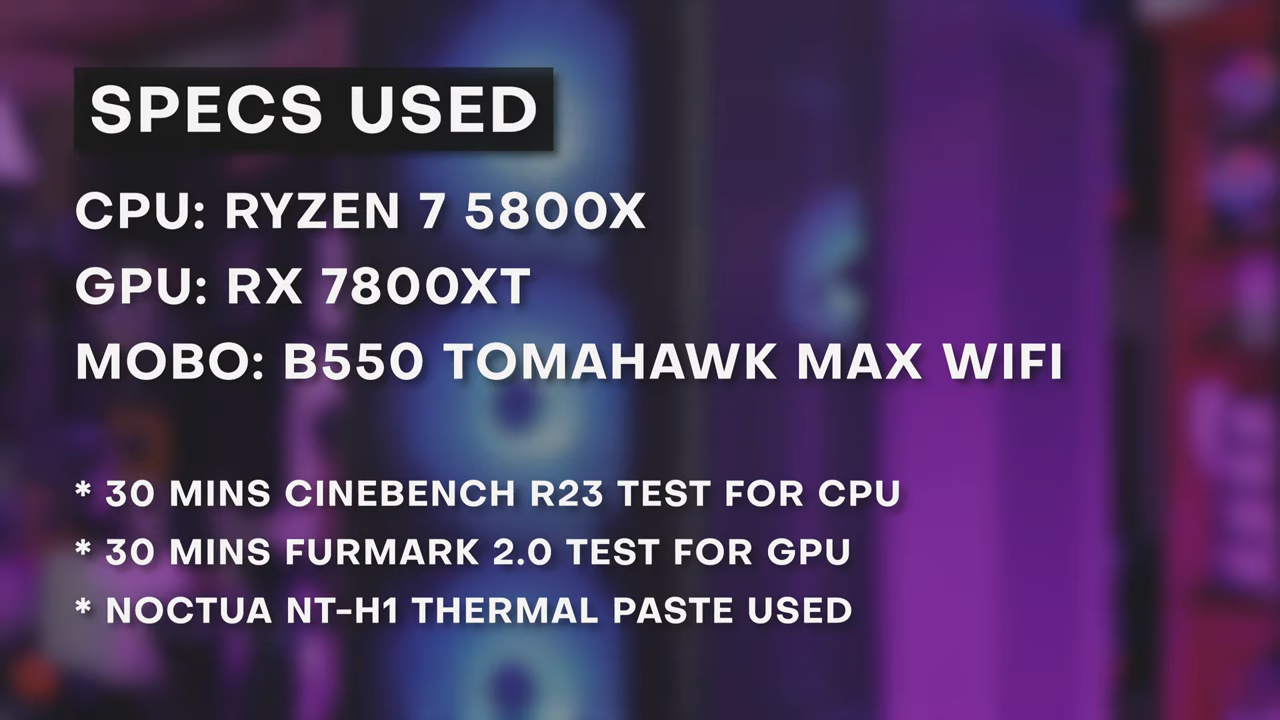 SPECS USED
CPU: RYZEN 7 5800X
GPU: RX 7800XT
MOBO: B550 TOMAHAWK MAX WIFI
* 30 MINS CINEBENCH R23 TEST FOR CPU
* 30 MINS FURMARK 2.0 TEST FOR GPU
* NOCTUA NT-H1 THERMAL PASTE USED